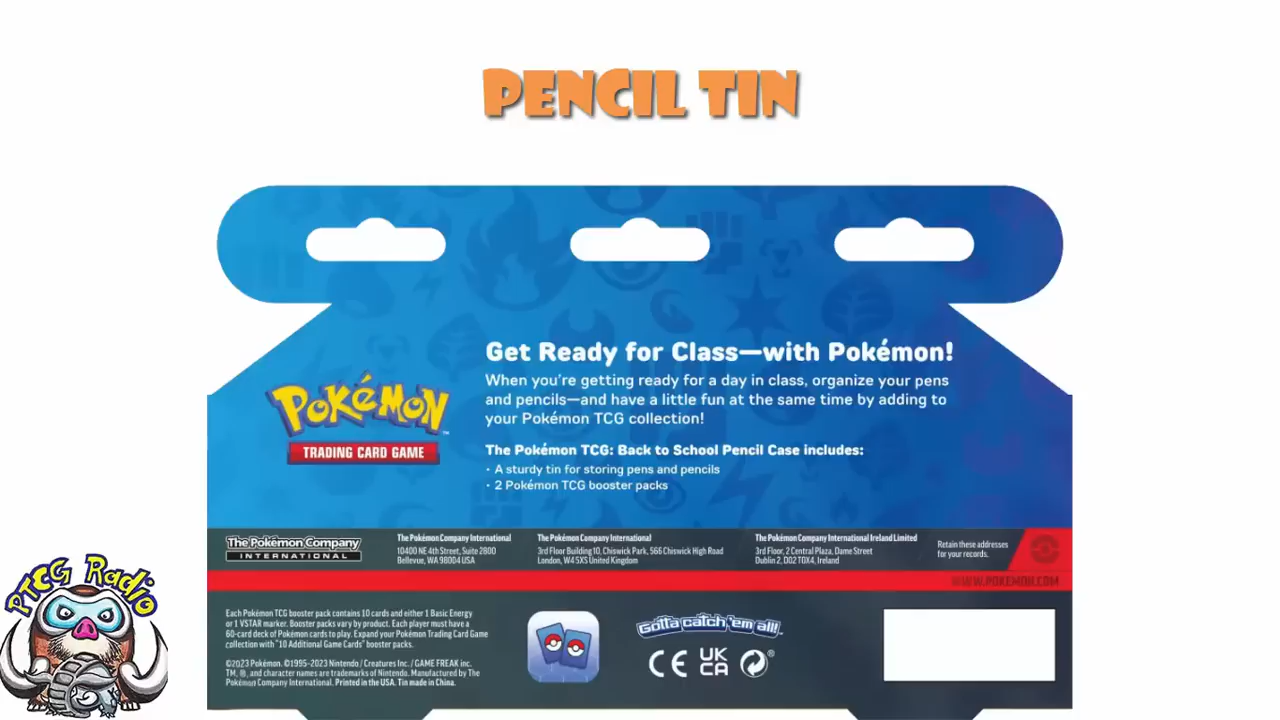 PENCIL TIN
Get Ready for Class—with Pokémon!
When you're getting ready for a day in class, organize your pens
and pencils—and have a little fun at the same time by adding to
your Pokémon TCG collection!
POKéMON
TRADING CARD GAME
The Pokémon TCG: Back to School Pencil Case includes:
• A sturdy tin for storing pens and pencils
• 2 Pokémon TCG booster packs
The Pokémon Company
INTERNATIONAL
The Pokémon Company International
10400 NE 4th Street, Suite 2800
Bellevue, WA 98004 USA
The Pokémon Company International
3rd Floor Building 10, Chiswick Park, 566 Chiswick High Road
London, W4 5XS United Kingdom
The Pokémon Company International Ireland Limited
3rd Floor, 2 Central Plaza, Dame Street
Dublin 2, D02 T0X4, Ireland
Retain these addresses
for your records.
WWW.POKEMON.COM
PTCG Radio
Each Pokémon TCG booster pack contains 10 cards and either 1 Basic Energy
or 1 VSTAR marker. Booster packs vary by product. Each player must have a
60-card deck of Pokémon cards to play. Expand your Pokémon Trading Card Game
collection with "10 Additional Game Cards" booster packs.
©2023 Pokémon. ©1995-2023 Nintendo / Creatures Inc. / GAME FREAK inc.
TM, ®, and character names are trademarks of Nintendo. Manufactured by The
Pokémon Company International. Printed in the USA. Tin made in China.
Gotta catch 'em all!
CE UK CA